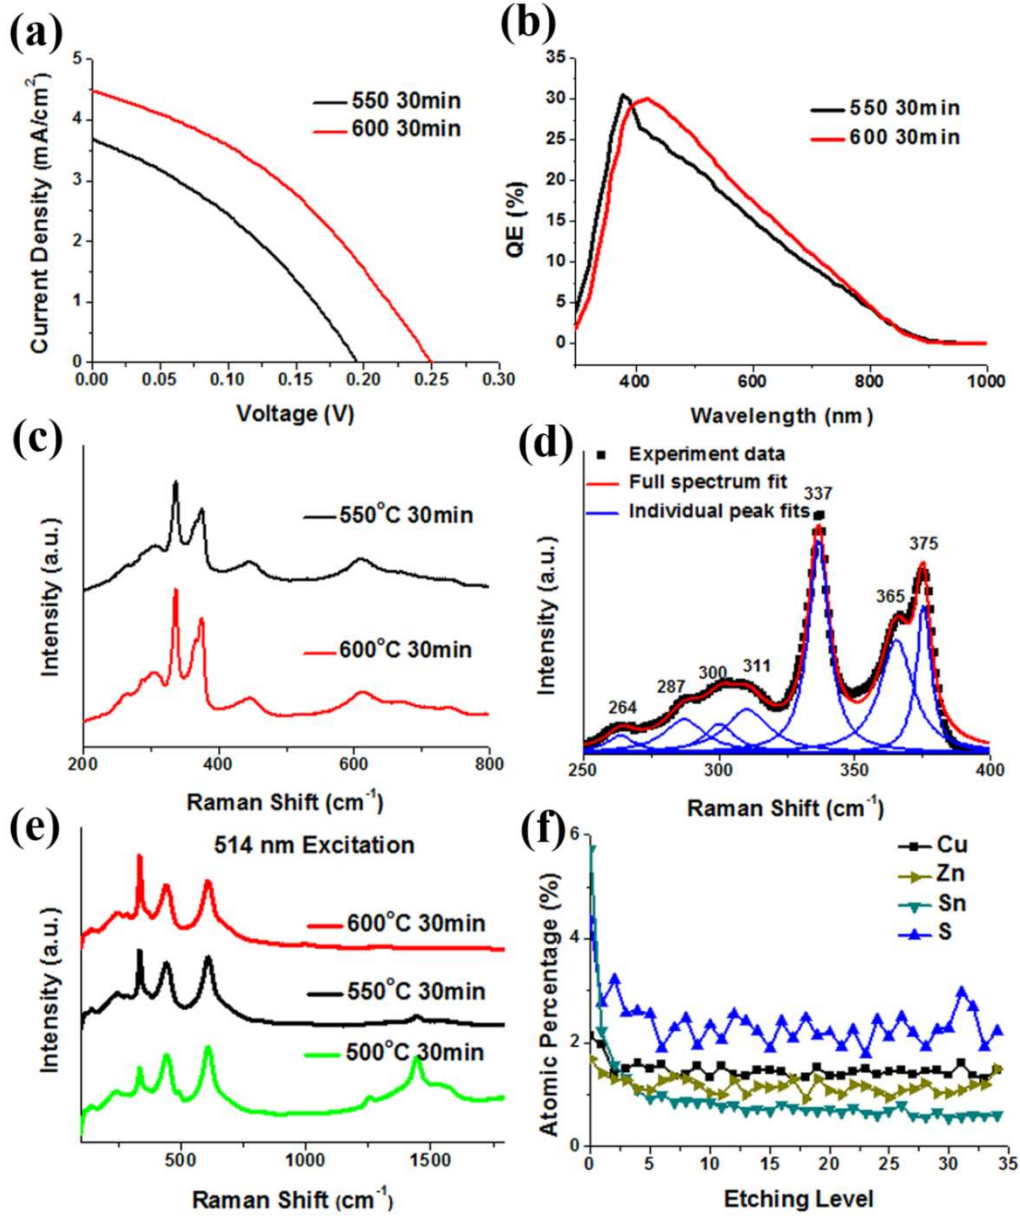 (a)
5
4
3
2
1
0
0.00 0.05 0.10 0.15 0.20 0.25 0.30
Current Density (mA/cm²)
Voltage (V)
550 30min
600 30min
(b)
35
30
25
20
15
10
5
0
400 600 800 1000
QE (%)
Wavelength (nm)
550 30min
600 30min
(c)
550°C 30min
600°C 30min
200 400 600 800
Intensity (a.u.)
Raman Shift (cm⁻¹)
(d)
Experiment data
Full spectrum fit
Individual peak fits
337
375
365
311
300
287
264
250 300 350 400
Intensity (a.u.)
Raman Shift (cm⁻¹)
(e)
514 nm Excitation
600°C 30min
550°C 30min
500°C 30min
500 1000 1500
Intensity (a.u.)
Raman Shift (cm⁻¹)
(f)
6
4
2
0
0 5 10 15 20 25 30 35
Cu
Zn
Sn
S
Atomic Percentage (%)
Etching Level